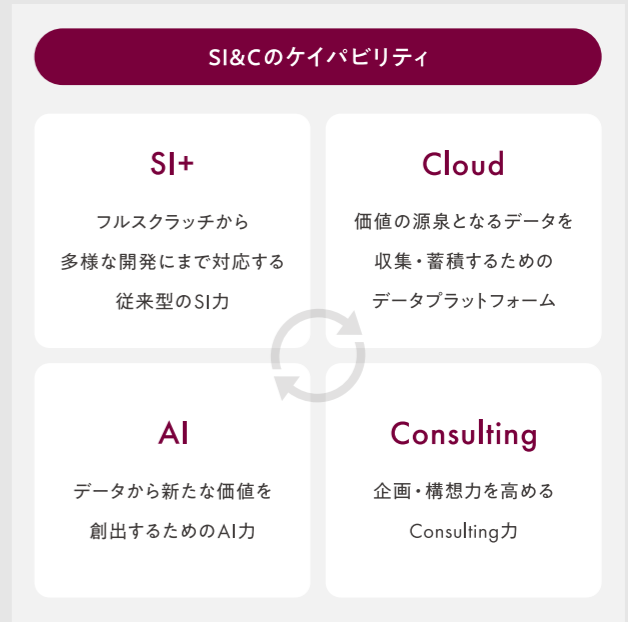 SI&Cのケイパビリティ
SI+
フルスクラッチから
多様な開発にまで対応する
従来型のSI力
Cloud
価値の源泉となるデータを
収集・蓄積するための
データプラットフォーム
AI
データから新たな価値を
創出するためのAI力
Consulting
企画・構想力を高める
Consulting力